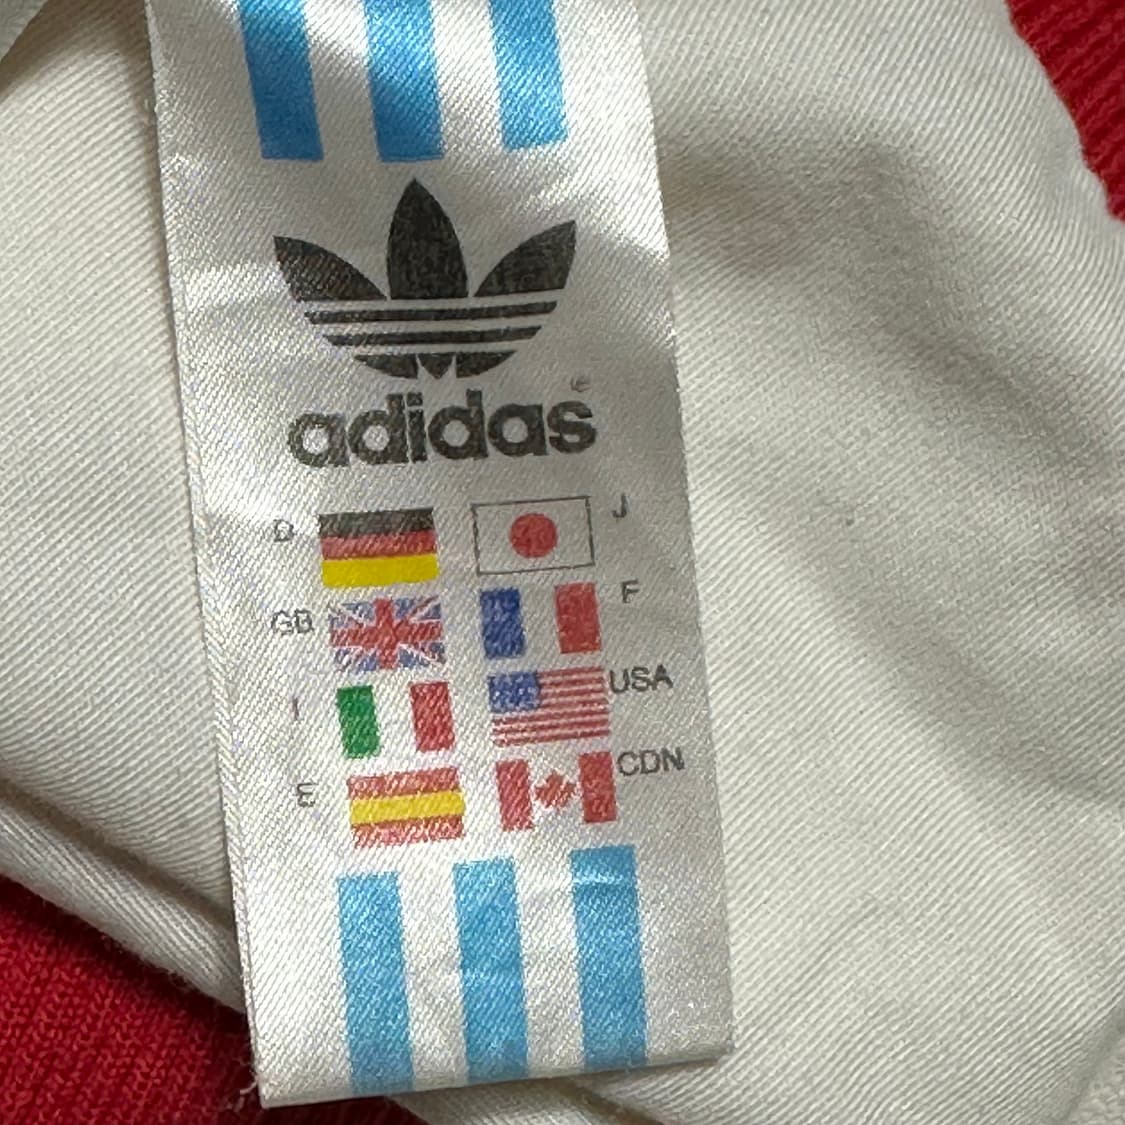 adidas®
D J
GB F
I USA
E CDN